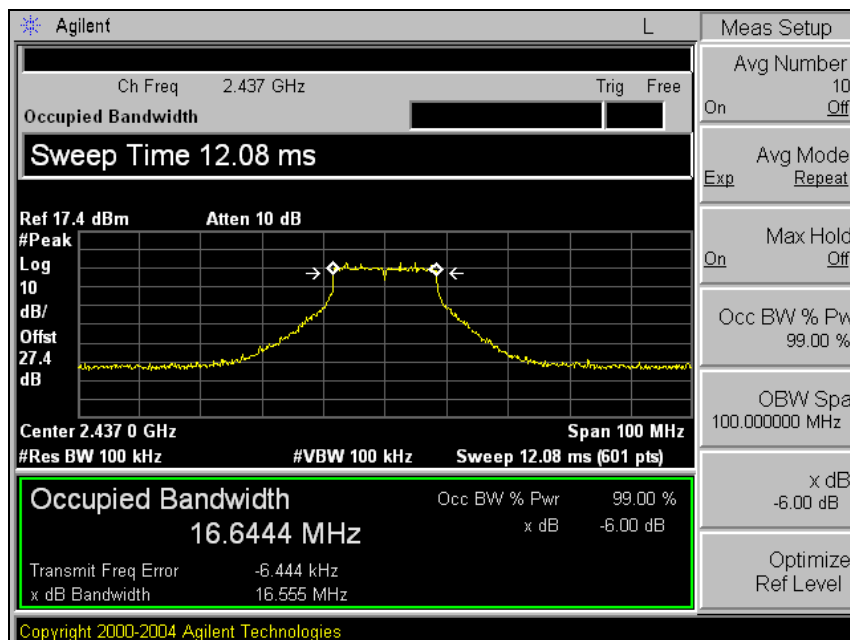 Agilent L Meas Setup
Ch Freq 2.437 GHz Trig Free
Occupied Bandwidth
Sweep Time 12.08 ms
Ref 17.4 dBm Atten 10 dB
#Peak
Log
10
dB/
Offst
27.4
dB
Center 2.437 0 GHz Span 100 MHz
#Res BW 100 kHz #VBW 100 kHz Sweep 12.08 ms (601 pts)
Occupied Bandwidth Occ BW % Pwr 99.00 %
16.6444 MHz x dB -6.00 dB
Transmit Freq Error -6.444 kHz
x dB Bandwidth 16.555 MHz
Copyright 2000-2004 Agilent Technologies
Avg Number
10
On Off
Avg Mode
Exp Repeat
Max Hold
On Off
Occ BW % Pw
99.00 %
OBW Spa
100.000000 MHz
x dB
-6.00 dB
Optimize
Ref Level